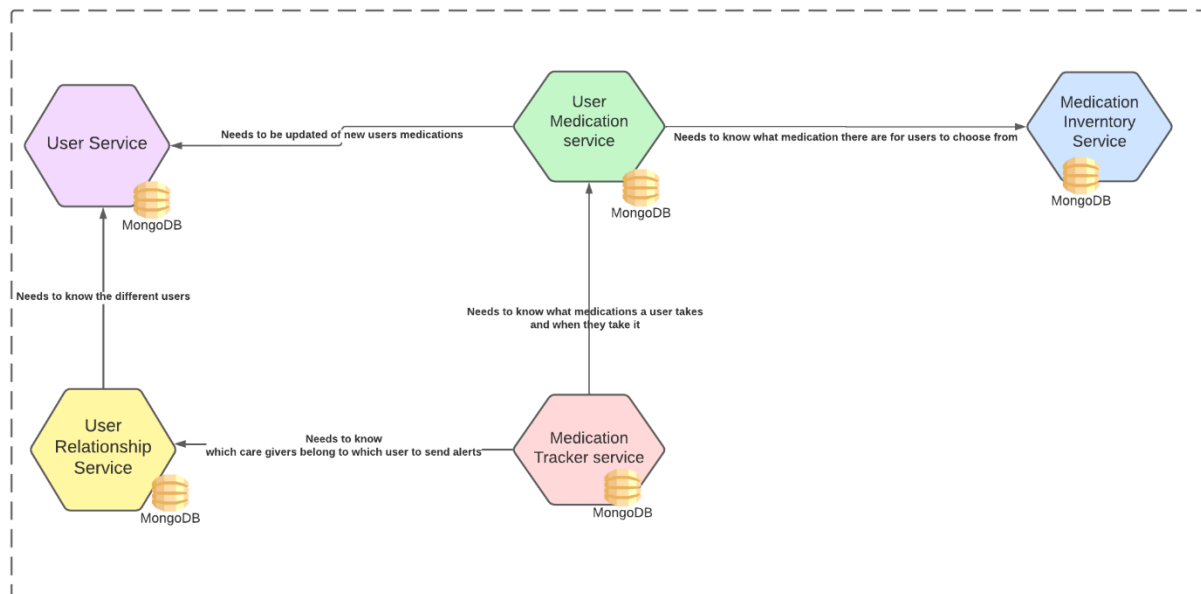 User Service
MongoDB
Needs to be updated of new users medications
User
Medication
service
MongoDB
Needs to know what medication there are for users to choose from
Medication
Inverntory
Service
MongoDB
Needs to know the different users
Needs to know what medications a user takes
and when they take it
User
Relationship
Service
MongoDB
Needs to know
which care givers belong to which user to send alerts
Medication
Tracker service
MongoDB